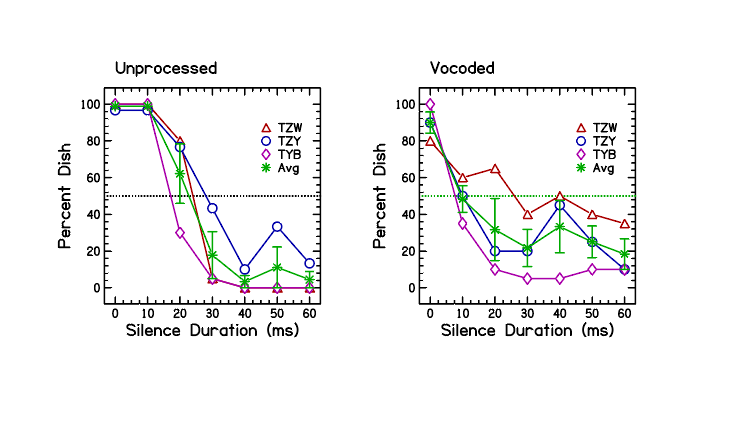 Unprocessed
100
80
60
40
20
0
Percent Dish
TZW
TZY
TYB
Avg
0 10 20 30 40 50 60
Silence Duration (ms)
Vocoded
100
80
60
40
20
0
Percent Dish
TZW
TZY
TYB
Avg
0 10 20 30 40 50 60
Silence Duration (ms)